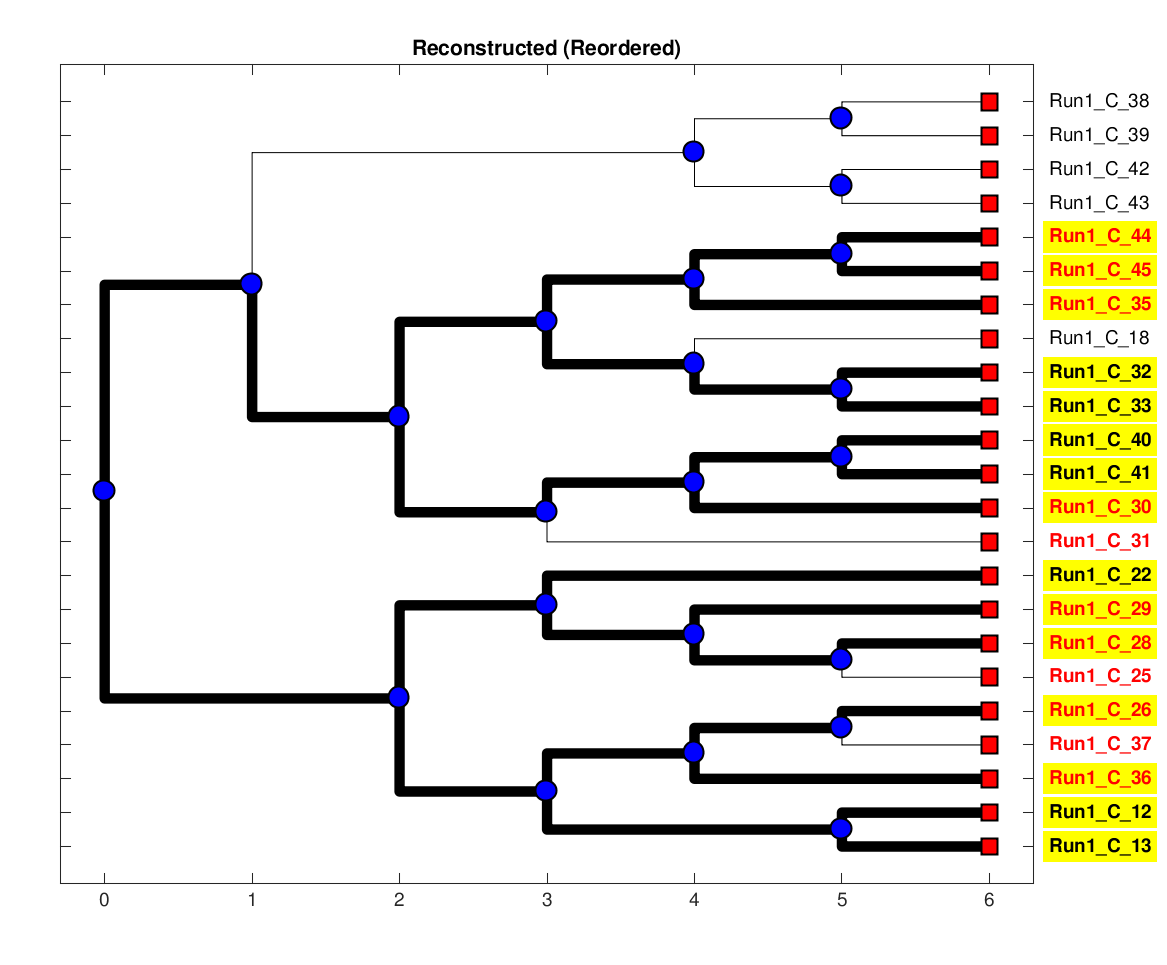 Reconstructed (Reordered)
Run1_C_38
Run1_C_39
Run1_C_42
Run1_C_43
Run1_C_44
Run1_C_45
Run1_C_35
Run1_C_18
Run1_C_32
Run1_C_33
Run1_C_40
Run1_C_41
Run1_C_30
Run1_C_31
Run1_C_22
Run1_C_29
Run1_C_28
Run1_C_25
Run1_C_26
Run1_C_37
Run1_C_36
Run1_C_12
Run1_C_13
0 1 2 3 4 5 6